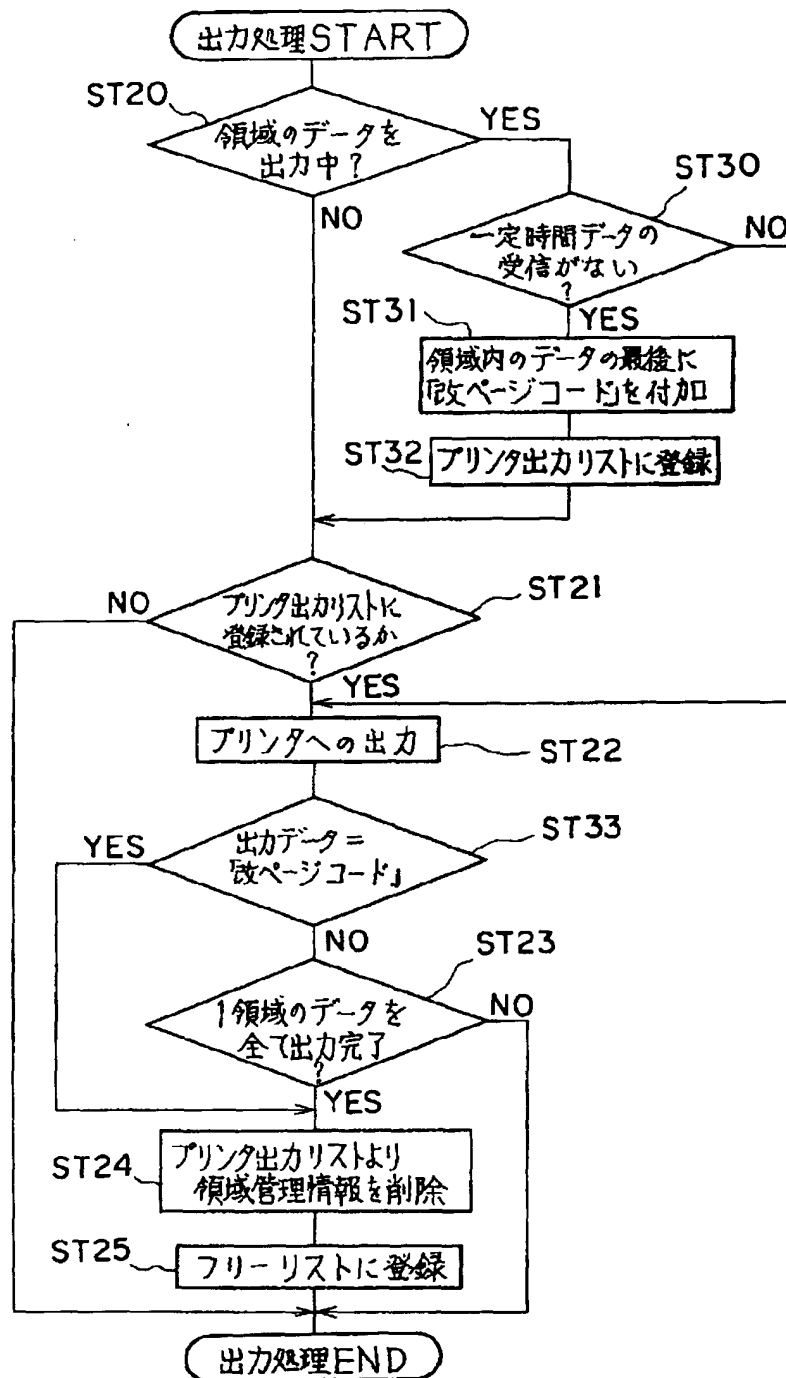 出力処理START
ST20
領域のデータを
出力中?
YES
NO
ST30
一定時間データの
受信がない
?
NO
YES
ST31
領域内のデータの最後に
「改ページコード」を付加
ST32
プリンタ出力リストに登録
NO
プリンタ出力リストに
登録されているか
?
ST21
YES
プリンタへの出力
ST22
出力データ=
「改ページコード」
ST33
YES
NO
ST23
1領域のデータを
全て出力完了
?
NO
YES
ST24
プリンタ出力リストより
領域管理情報を削除
ST25
フリーリストに登録
出力処理END